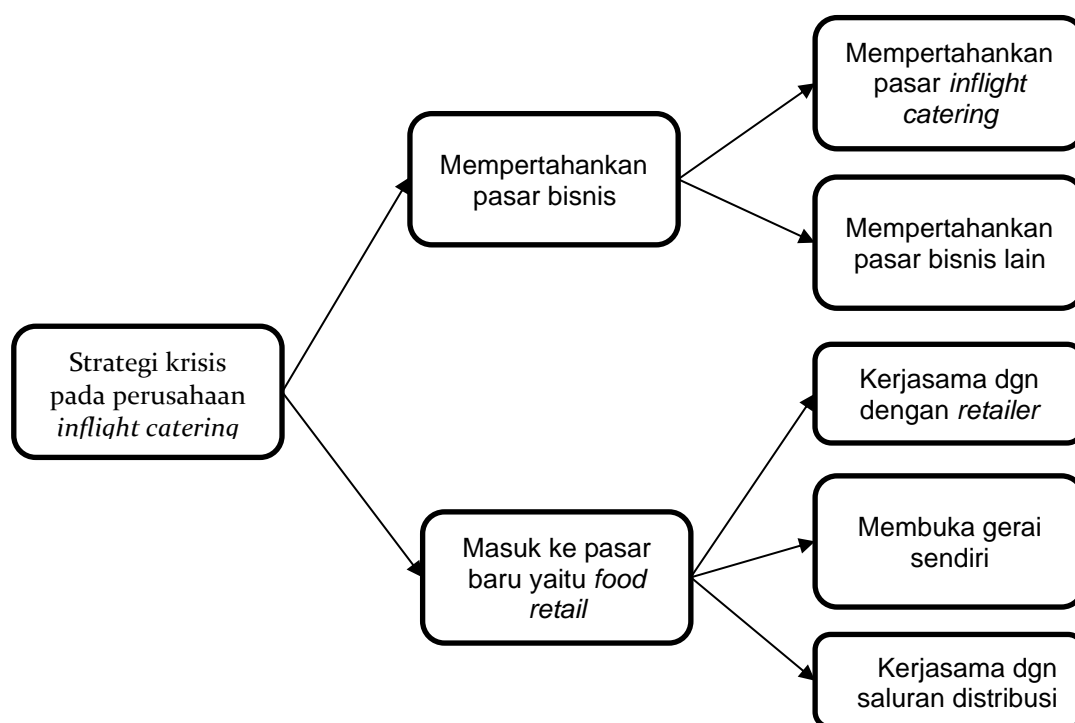 Mempertahankan
pasar inflight
catering
Mempertahankan
pasar bisnis
Mempertahankan
pasar bisnis lain
Strategi krisis
pada perusahaan
inflight catering
Kerjasama dgn
dengan retailer
Masuk ke pasar
baru yaitu food
retail
Membuka gerai
sendiri
Kerjasama dgn
saluran distribusi